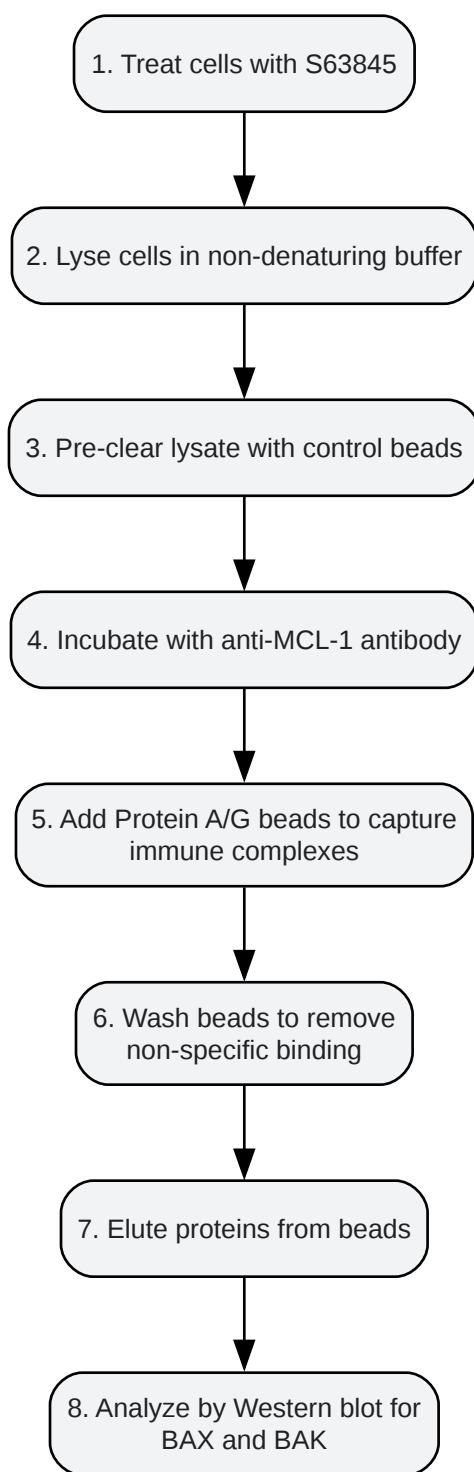 1. Treat cells with S63845
2. Lyse cells in non-denaturing buffer
3. Pre-clear lysate with control beads
4. Incubate with anti-MCL-1 antibody
5. Add Protein A/G beads to capture
immune complexes
6. Wash beads to remove
non-specific binding
7. Elute proteins from beads
8. Analyze by Western blot for
BAX and BAK